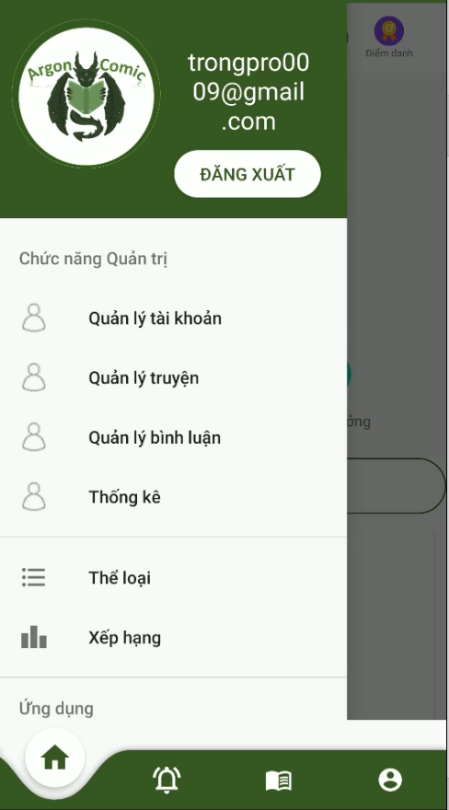 Argon Comic
trongpro00
09@gmail
.com
ĐĂNG XUẤT
Điểm danh
Chức năng Quản trị
Quản lý tài khoản
Quản lý truyện
Quản lý bình luận
Thống kê
ớng
Thể loại
Xếp hạng
Ứng dụng